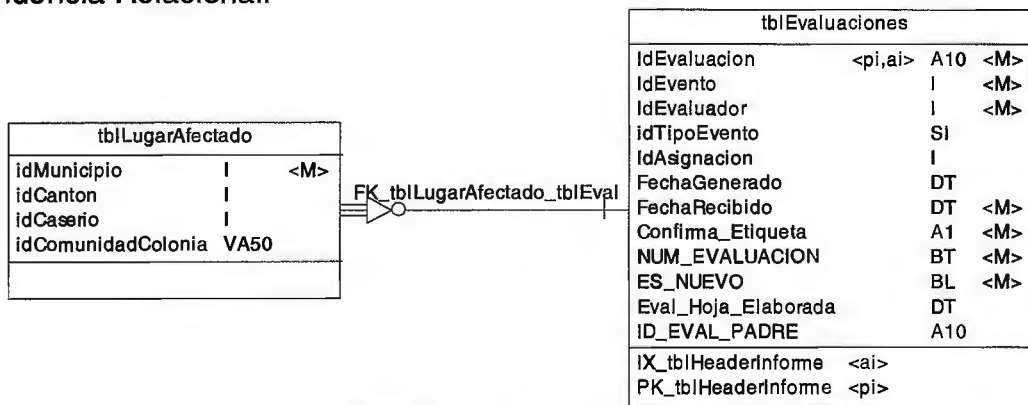 tblEvaluaciones
IdEvaluacion <pi,ai> A10 <M>
IdEvento I <M>
IdEvaluador I <M>
idTipoEvento SI
IdAsignacion I
FechaGenerado DT
FechaRecibido DT <M>
Confirma_Etiqueta A1 <M>
NUM_EVALUACION BT <M>
ES_NUEVO BL <M>
Eval_Hoja_Elaborada DT
ID_EVAL_PADRE A10
IX_tblHeaderInforme <ai>
PK_tblHeaderInforme <pi>
tblLugarAfectado
idMunicipio I <M>
idCanton I
idCaserio I
idComunidadColonia VA50
FK_tblLugarAfectado_tblEval